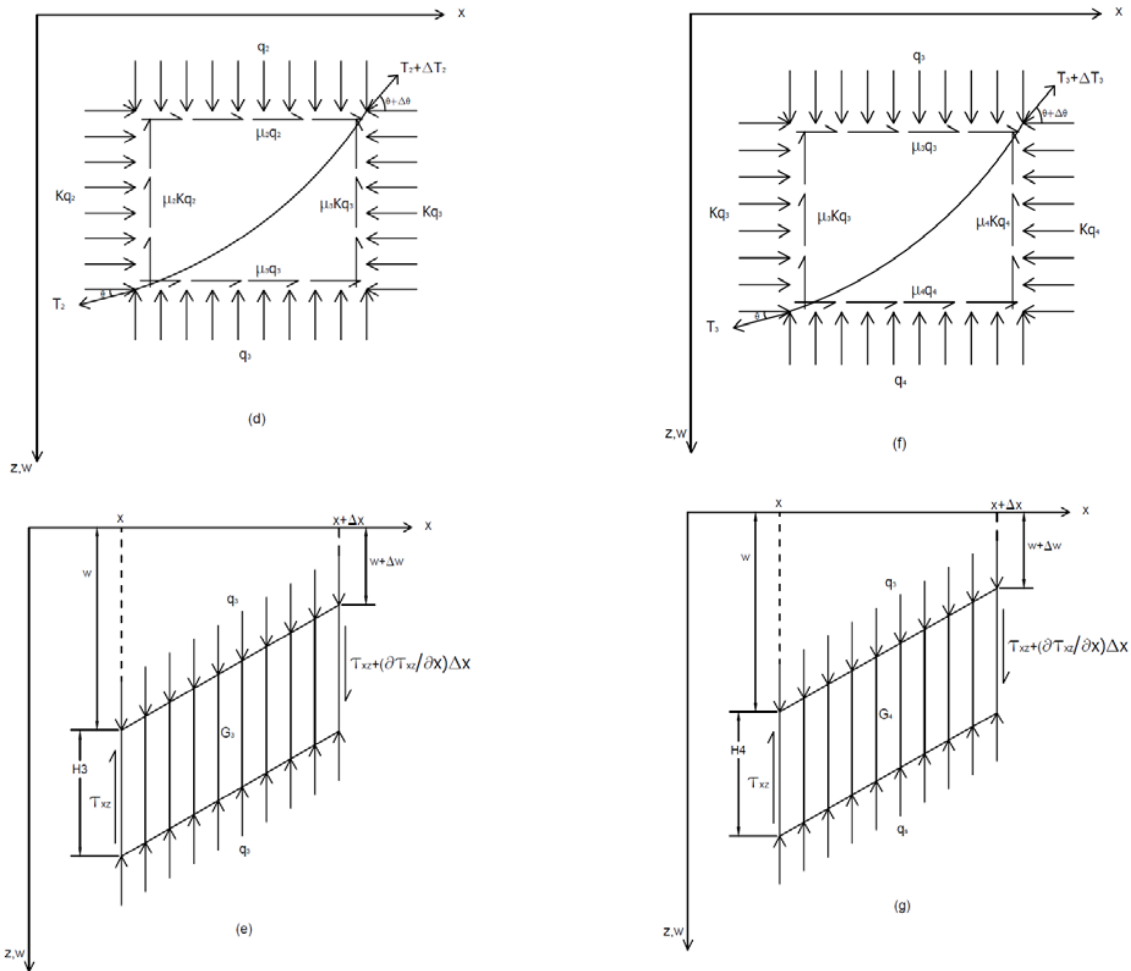 x
q₂
T₂+ΔT₂
θ+Δθ
μ₂q₂
Kq₂
μ₂Kq₂
μ₃Kq₃
Kq₃
μ₃q₃
T₂
θ
q₃
(d)
z,w
x
q₃
T₃+ΔT₃
θ+Δθ
μ₃q₃
Kq₃
μ₃Kq₃
μ₄Kq₄
Kq₄
μ₄q₄
T₃
θ
q₄
(f)
z,w
x
x+Δx
x
w
w+Δw
q₃
τxz+(∂τxz/∂x)Δx
G₃
H3
τxz
q₃
(e)
z,w
x
x+Δx
x
w
w+Δw
τxz+(∂τxz/∂x)Δx
G₄
H4
τxz
(g)
z,w